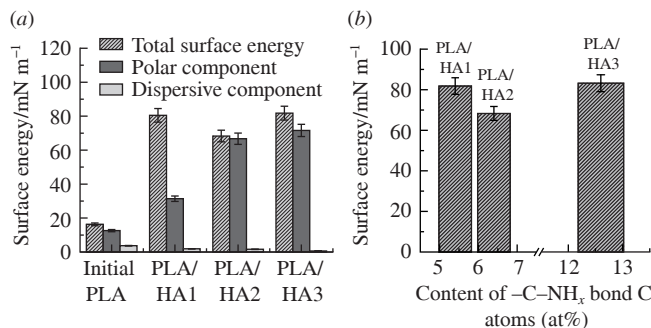 (a)
Surface energy/mN m–1
120
100
80
60
40
20
0
Total surface energy
Polar component
Dispersive component
Initial PLA/ PLA/ PLA/
PLA HA1 HA2 HA3
(b)
Surface energy/mN m–1
100
80
60
40
20
0
PLA/
HA1
PLA/
HA2
PLA/
HA3
5 6 7 12 13
Content of –C–NHx bond C
atoms (at%)